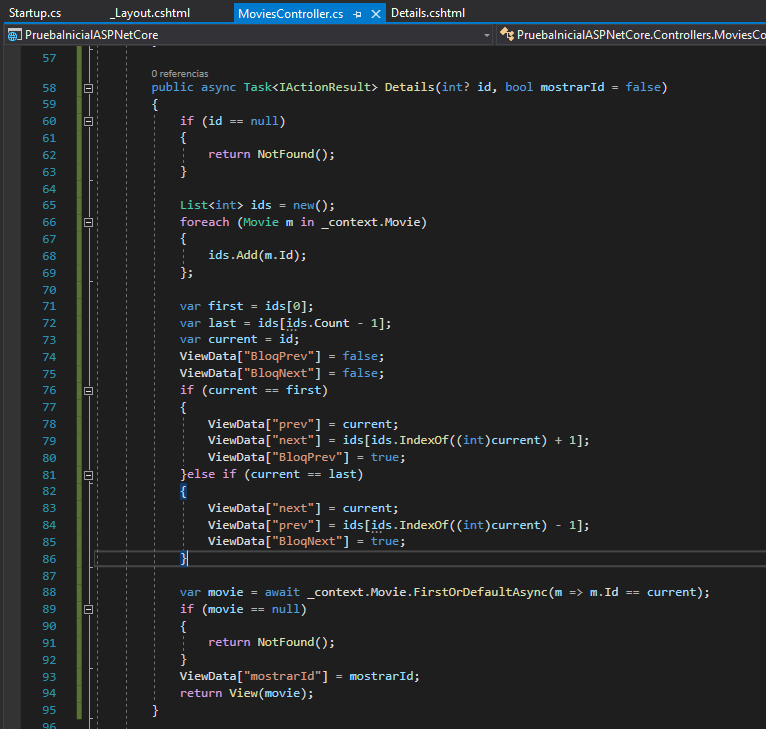 Startup.cs _Layout.cshtml MoviesController.cs Details.cshtml
PruebaInicialASPNetCore PruebaInicialASPNetCore.Controllers.MoviesCo
57
0 referencias
58 public async Task<IActionResult> Details(int? id, bool mostrarId = false)
59 {
60 if (id == null)
61 {
62 return NotFound();
63 }
64
65 List<int> ids = new();
66 foreach (Movie m in _context.Movie)
67 {
68 ids.Add(m.Id);
69 };
70
71 var first = ids[0];
72 var last = ids[ids.Count - 1];
73 var current = id;
74 ViewData["BloqPrev"] = false;
75 ViewData["BloqNext"] = false;
76 if (current == first)
77 {
78 ViewData["prev"] = current;
79 ViewData["next"] = ids[ids.IndexOf((int)current) + 1];
80 ViewData["BloqPrev"] = true;
81 }else if (current == last)
82 {
83 ViewData["next"] = current;
84 ViewData["prev"] = ids[ids.IndexOf((int)current) - 1];
85 ViewData["BloqNext"] = true;
86 }
87
88 var movie = await _context.Movie.FirstOrDefaultAsync(m => m.Id == current);
89 if (movie == null)
90 {
91 return NotFound();
92 }
93 ViewData["mostrarId"] = mostrarId;
94 return View(movie);
95 }
96